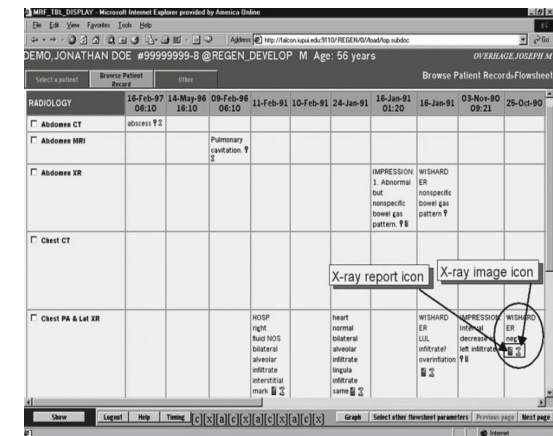 MRF_TBL_DISPLAY - Microsoft Internet Explorer provided by America Online
File Edit View Favorites Tools Help
Address http://falcon.iupui.edu:9110/REGEN/0//load/top.subdoc Go
DEMO,JONATHAN DOE #99999999-8 @REGEN_DEVELOP M Age: 56 years OVERHAGE,JOSEPH M
Select a patient Browse Patient Record Other Browse Patient Record»Flowsheet
RADIOLOGY 16-Feb-97 06:10 14-May-96 16:10 09-Feb-96 06:10 11-Feb-91 10-Feb-91 24-Jan-91 16-Jan-91 01:20 16-Jan-91 03-Nov-90 09:21 25-Oct-90
Abdomen CT abscess
Abdomen MRI Pulmonary cavitation.
Abdomen XR IMPRESSION: 1. Abnormal but nonspecific bowel gas pattern. WISHARD ER nonspecific bowel gas pattern
Chest CT
X-ray report icon X-ray image icon
Chest PA & Lat XR HOSP right fluid NOS bilateral alveolar infiltrate interstitial mark heart normal bilateral alveolar infiltrate lingula infiltrate same WISHARD ER LUL infiltrate? overinflation IMPRESSION: Interval decrease left infiltrate WISHARD ER neg
Show Logout Help Timing [c][x][a][c][x][a][c][x][a][c][x] Graph Select other flowsheet parameters Previous page Next page
Internet